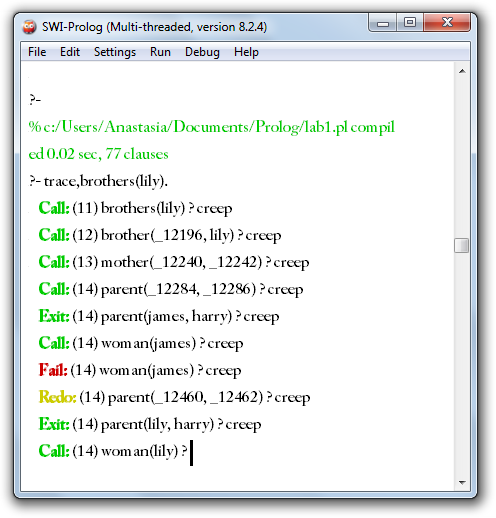 SWI-Prolog (Multi-threaded, version 8.2.4)
File Edit Settings Run Debug Help
?-
% c:/Users/Anastasia/Documents/Prolog/lab1.pl compil
ed 0.02 sec, 77 clauses
?- trace,brothers(lily).
Call: (11) brothers(lily) ? creep
Call: (12) brother(_12196, lily) ? creep
Call: (13) mother(_12240, _12242) ? creep
Call: (14) parent(_12284, _12286) ? creep
Exit: (14) parent(james, harry) ? creep
Call: (14) woman(james) ? creep
Fail: (14) woman(james) ? creep
Redo: (14) parent(_12460, _12462) ? creep
Exit: (14) parent(lily, harry) ? creep
Call: (14) woman(lily) ?